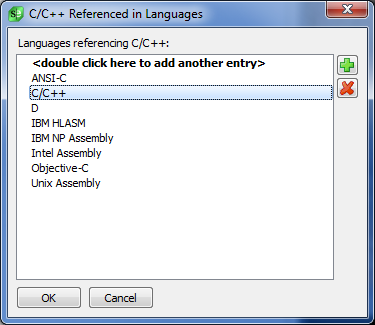 C/C++ Referenced in Languages
Languages referencing C/C++:
<double click here to add another entry>
ANSI-C
C/C++
D
IBM HLASM
IBM NP Assembly
Intel Assembly
Objective-C
Unix Assembly
OK
Cancel